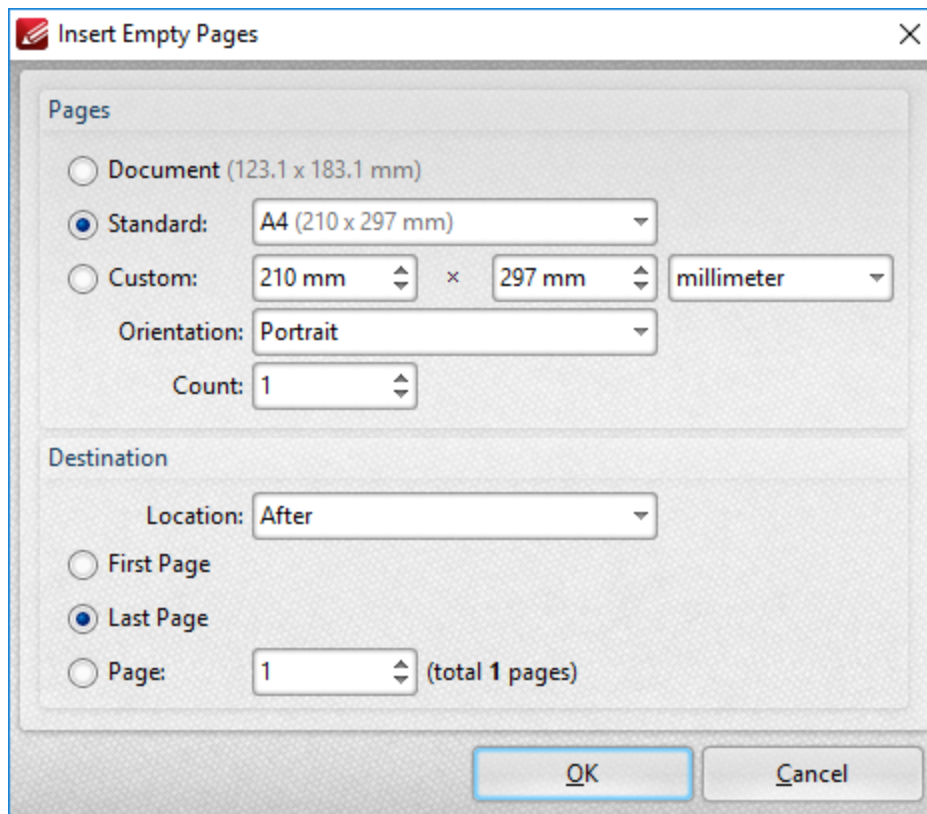 Insert Empty Pages
Pages
Document (123.1 x 183.1 mm)
Standard: A4 (210 x 297 mm)
Custom: 210 mm × 297 mm millimeter
Orientation: Portrait
Count: 1
Destination
Location: After
First Page
Last Page
Page: 1 (total 1 pages)
OK Cancel